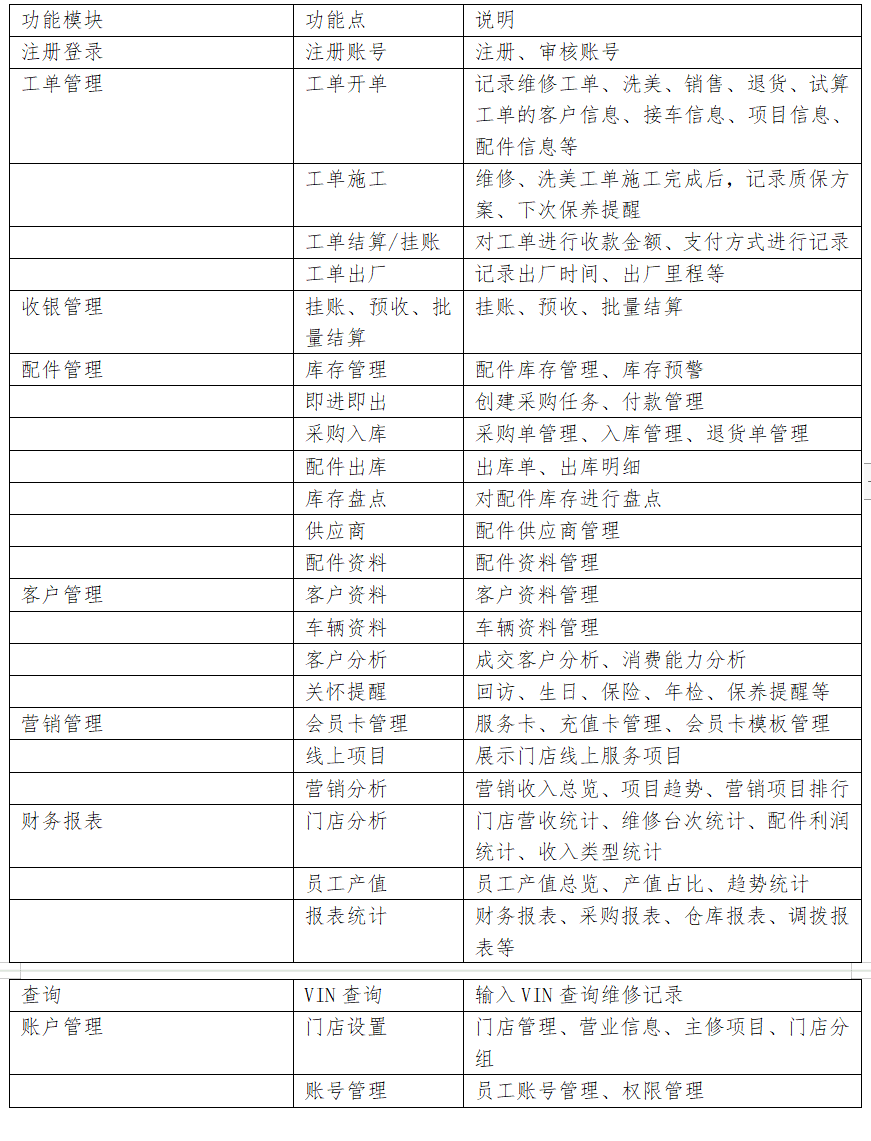 功能模块 功能点 说明
注册登录 注册账号 注册、审核账号
工单管理 工单开单 记录维修工单、洗美、销售、退货、试算
工单的客户信息、接车信息、项目信息、
配件信息等
工单施工 维修、洗美工单施工完成后，记录质保方
案、下次保养提醒
工单结算/挂账 对工单进行收款金额、支付方式进行记录
工单出厂 记录出厂时间、出厂里程等
收银管理 挂账、预收、批 挂账、预收、批量结算
量结算
配件管理 库存管理 配件库存管理、库存预警
即进即出 创建采购任务、付款管理
采购入库 采购单管理、入库管理、退货单管理
配件出库 出库单、出库明细
库存盘点 对配件库存进行盘点
供应商 配件供应商管理
配件资料 配件资料管理
客户管理 客户资料 客户资料管理
车辆资料 车辆资料管理
客户分析 成交客户分析、消费能力分析
关怀提醒 回访、生日、保险、年检、保养提醒等
营销管理 会员卡管理 服务卡、充值卡管理、会员卡模板管理
线上项目 展示门店线上服务项目
营销分析 营销收入总览、项目趋势、营销项目排行
财务报表 门店分析 门店营收统计、维修台次统计、配件利润
统计、收入类型统计
员工产值 员工产值总览、产值占比、趋势统计
报表统计 财务报表、采购报表、仓库报表、调拨报
表等
查询 VIN 查询 输入 VIN 查询维修记录
账户管理 门店设置 门店管理、营业信息、主修项目、门店分
组
账号管理 员工账号管理、权限管理